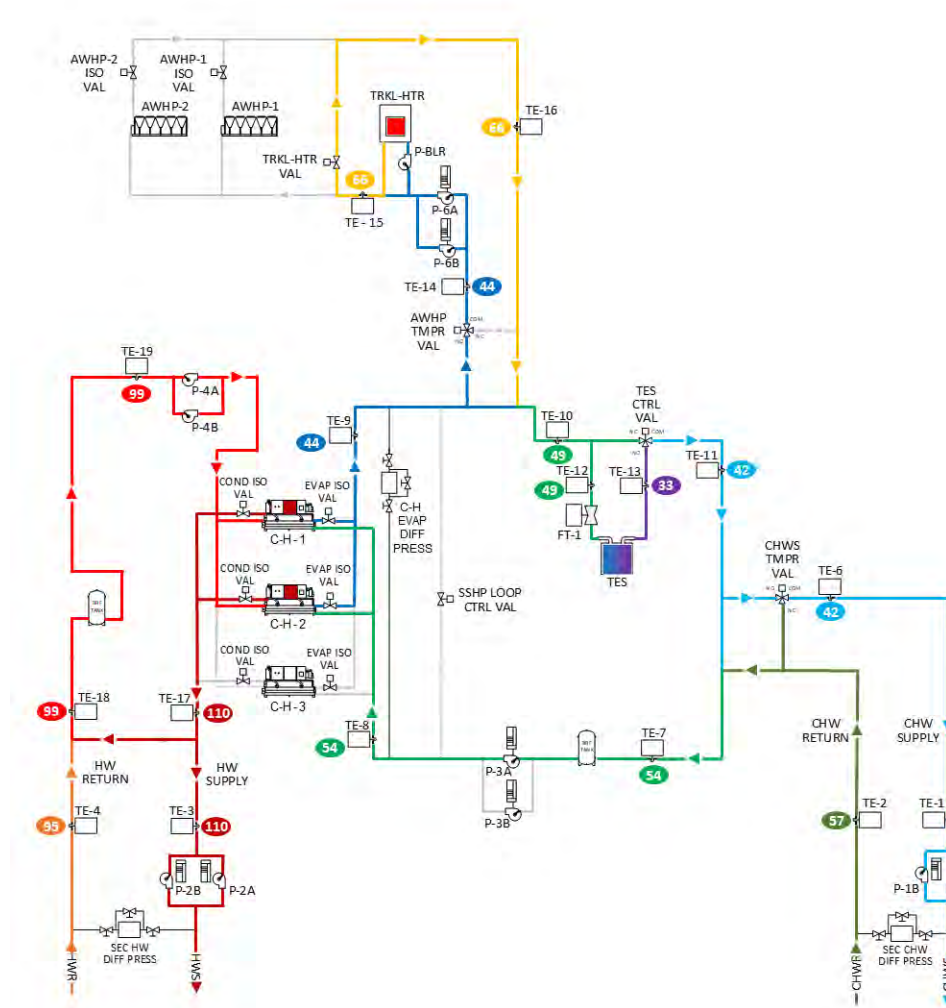 AWHP-2
ISO
VAL
AWHP-1
ISO
VAL
AWHP-2
AWHP-1
TRKL-HTR
TE-16
66
P-BLR
TRKL-HTR
VAL
66
TE - 15
P-6A
P-6B
TE-14
44
AWHP
TMPR
VAL
COM
N.C
TE-19
99
P-4A
P-4B
TE-9
44
TES
CTRL
VAL
N.C
COM
TE-10
49
TE-11
42
TE-12
49
TE-13
33
FT-1
TES
COND ISO
VAL
EVAP ISO
VAL
C-H - 1
C-H
EVAP
DIFF
PRESS
COND ISO
VAL
EVAP ISO
VAL
C-H - 2
SSHP LOOP
CTRL VAL
CHWS
TMPR
VAL
COM
N.C
TE-6
42
COND ISO
VAL
EVAP ISO
VAL
C-H - 3
TE-18
99
TE-17
110
TE-8
54
TE-7
54
P-3A
P-3B
HW
RETURN
HW
SUPPLY
CHW
RETURN
CHW
SUPPLY
TE-4
95
TE-3
110
TE-2
57
TE-1
P-2B
P-2A
P-1B
SEC HW
DIFF PRESS
SEC CHW
DIFF PRESS
HWR
HWS
CHWR
CHWS